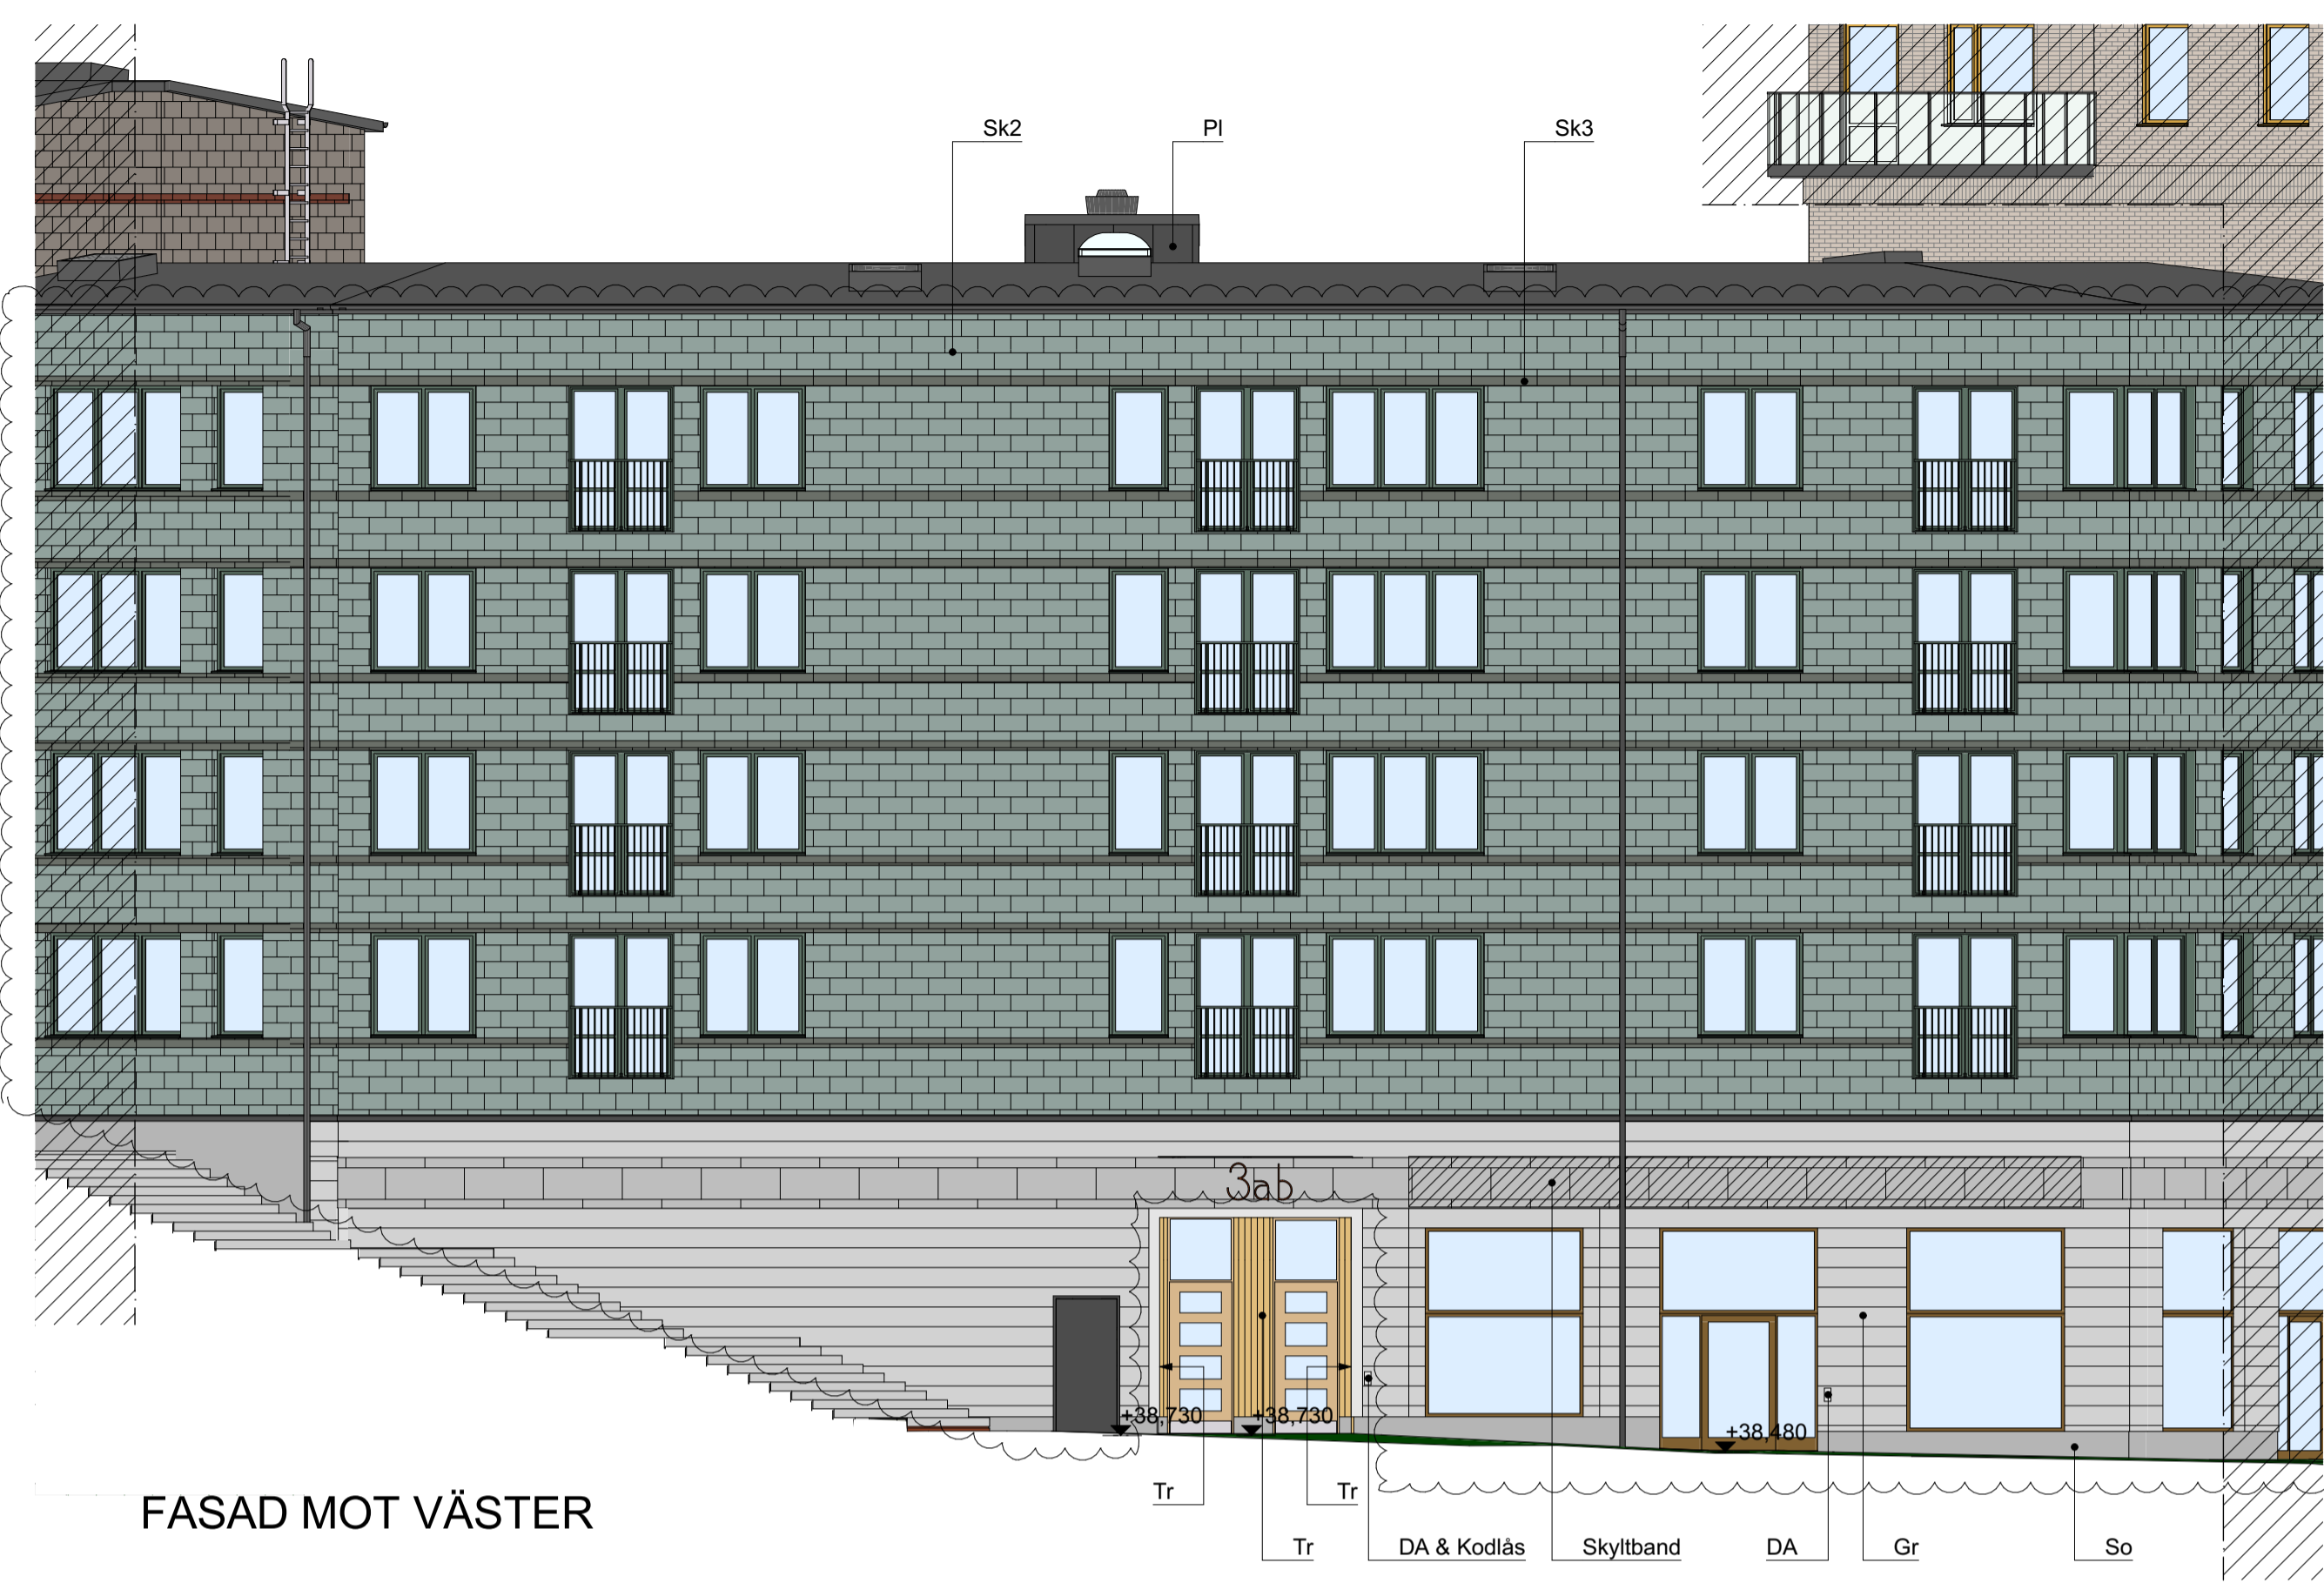 Sk2
Pl
Sk3
3ab
+38,730
+38,730
+38,480
Tr
Tr
FASAD MOT VÄSTER
Tr
DA & Kodlås
Skyltband
DA
Gr
So